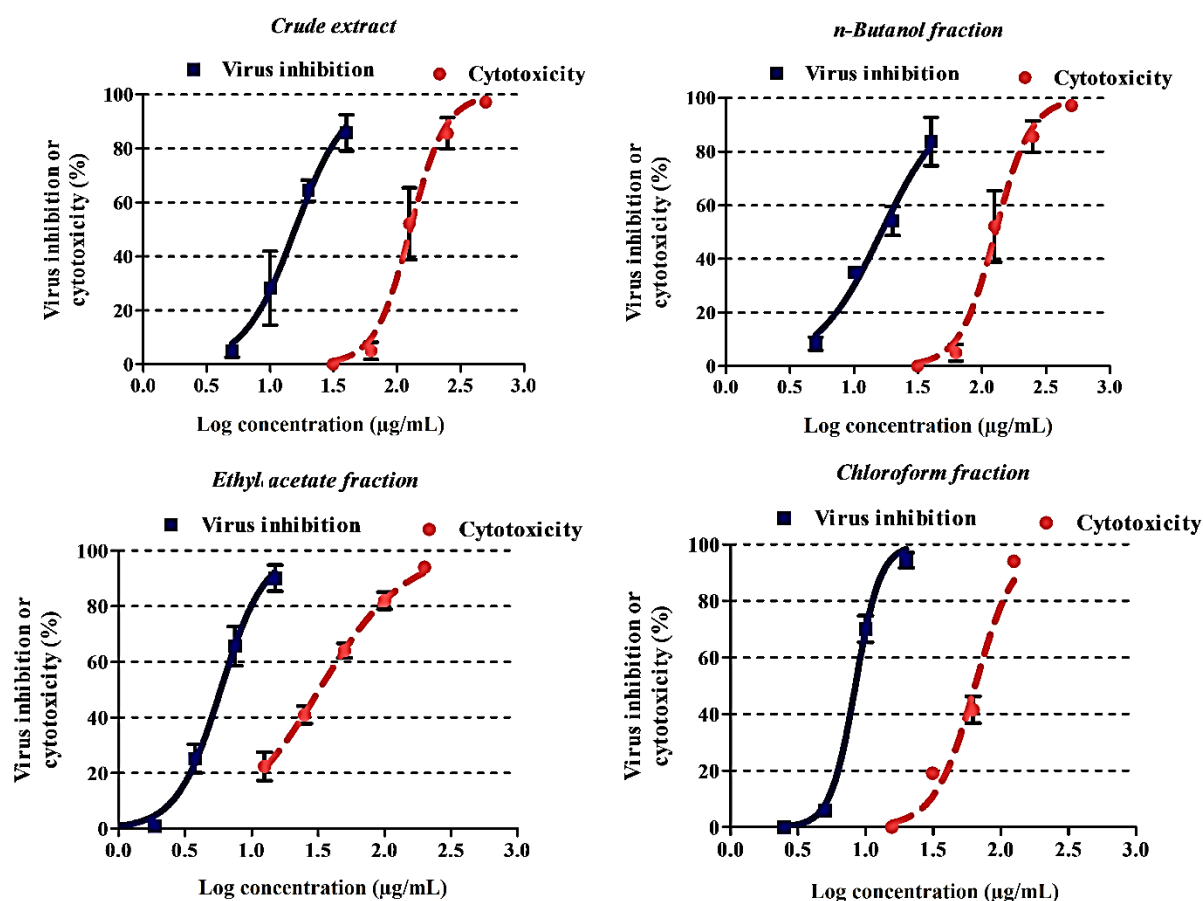 Crude extract
Virus inhibition
Cytotoxicity
Virus inhibition or
cytotoxicity (%)
100
80
60
40
20
0
0.0 0.5 1.0 1.5 2.0 2.5 3.0
Log concentration (µg/mL)
n-Butanol fraction
Virus inhibition
Cytotoxicity
Virus inhibition or
cytotoxicity (%)
100
80
60
40
20
0
0.0 0.5 1.0 1.5 2.0 2.5 3.0
Log concentration (µg/mL)
Ethyl acetate fraction
Virus inhibition
Cytotoxicity
Virus inhibition or
cytotoxicity (%)
100
80
60
40
20
0
0.0 0.5 1.0 1.5 2.0 2.5 3.0
Log concentration (µg/mL)
Chloroform fraction
Virus inhibition
Cytotoxicity
Virus inhibition or
cytotoxicity (%)
100
80
60
40
20
0
0.0 0.5 1.0 1.5 2.0 2.5 3.0
Log concentration (µg/mL)